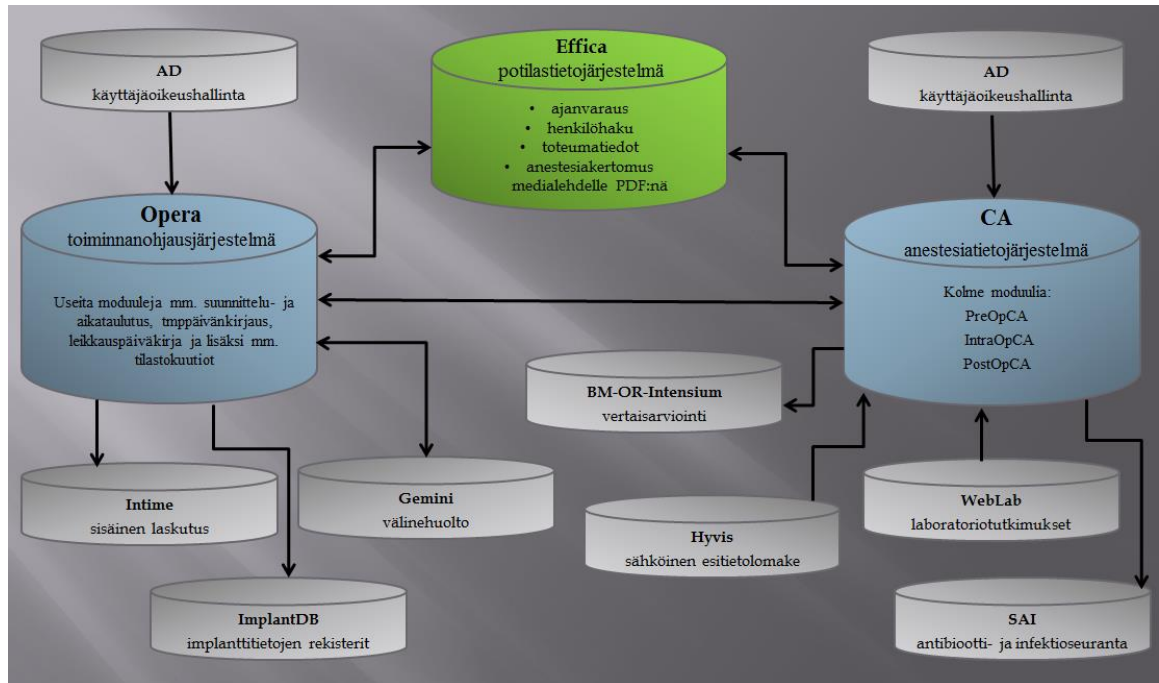 AD
käyttäjäoikeushallinta
Effica
potilastietojärjestelmä
• ajanvaraus
• henkilöhaku
• toteumatiedot
• anestesiakertomus
medialehdelle PDF:nä
AD
käyttäjäoikeushallinta
Opera
toiminnanohjausjärjestelmä
Useita moduuleja mm. suunnittelu- ja
aikataulutus, tmppäivänkirjaus,
leikkauspäiväkirja ja lisäksi mm.
tilastokuutiot
CA
anestesiatietojärjestelmä
Kolme moduulia:
PreOpCA
IntraOpCA
PostOpCA
BM-OR-Intensium
vertaisarviointi
Intime
sisäinen laskutus
Gemini
välinehuolto
Hyvis
sähköinen esitietolomake
WebLab
laboratoriotutkimukset
ImplantDB
implanttitietojen rekisterit
SAI
antibiootti- ja infektioseuranta